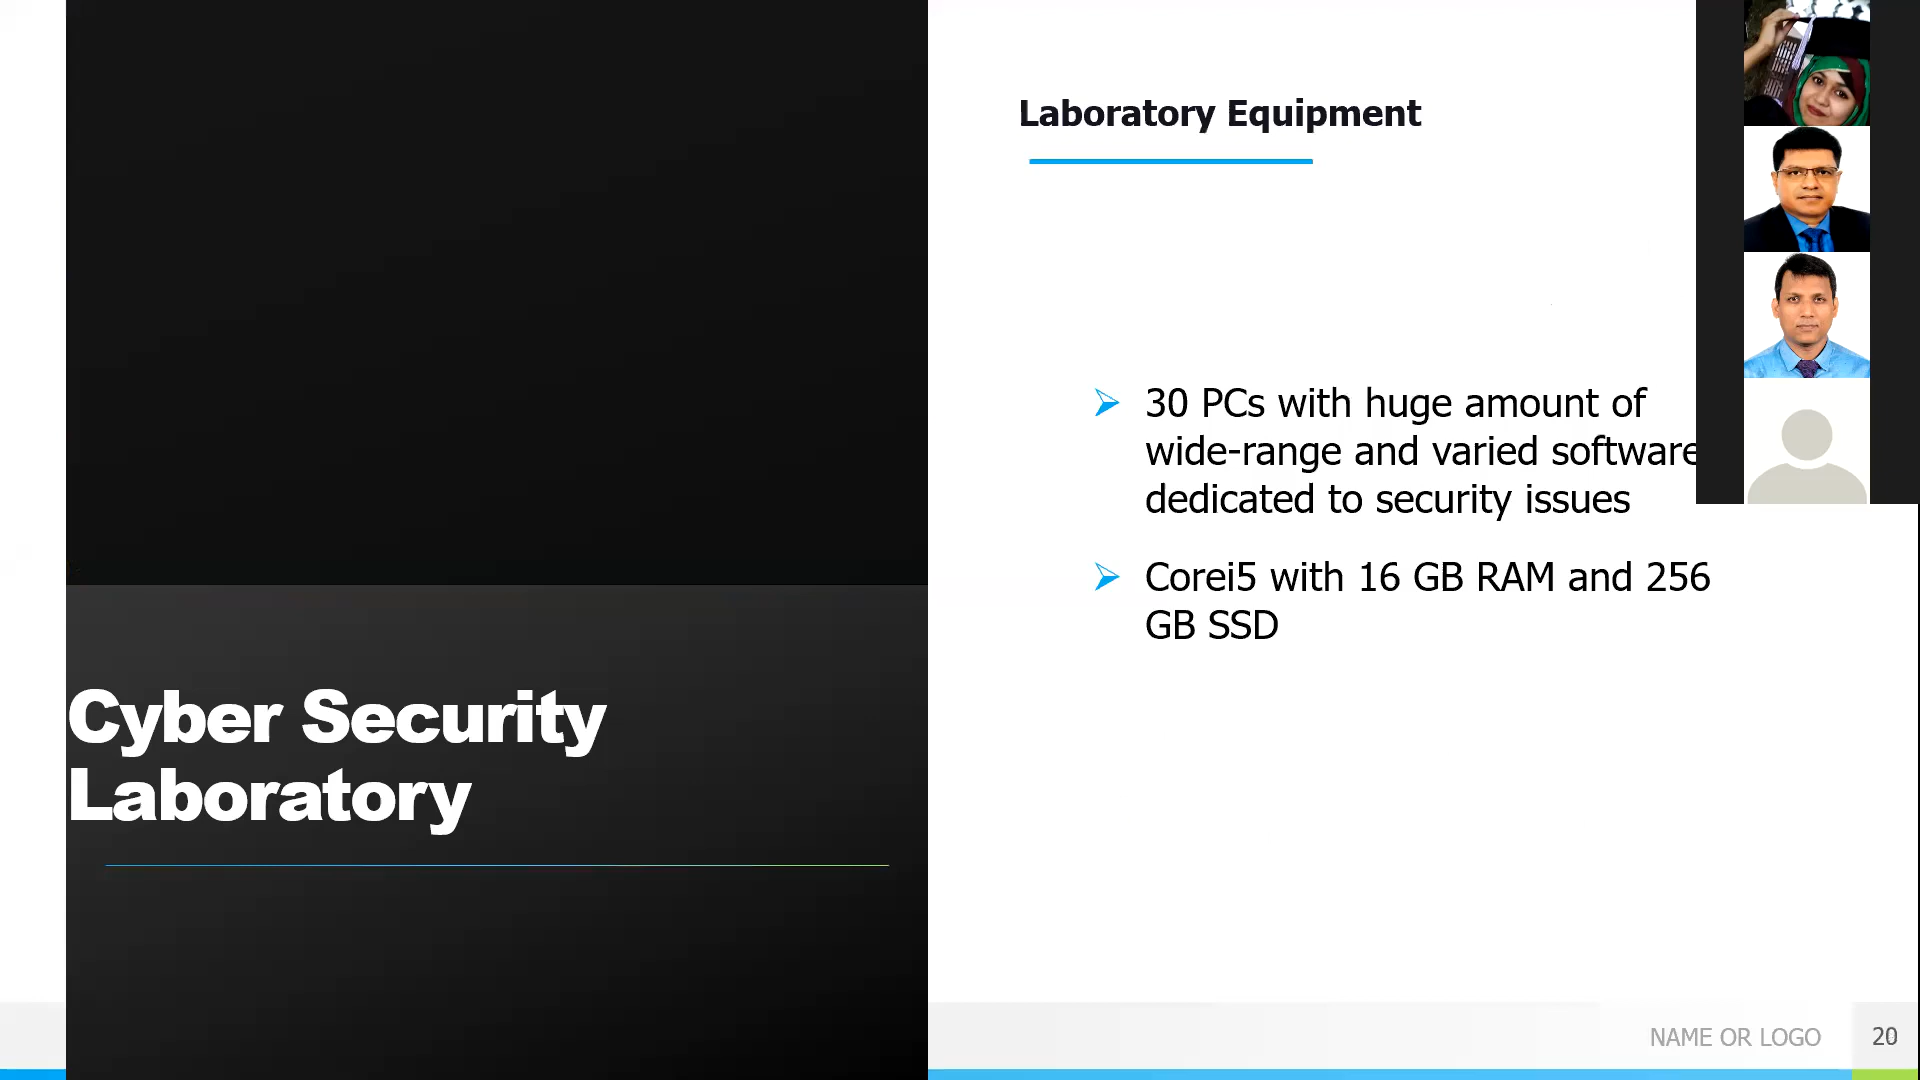 Laboratory Equipment
30 PCs with huge amount of
wide-range and varied software
dedicated to security issues
Corei5 with 16 GB RAM and 256
GB SSD
Cyber Security
Laboratory
NAME OR LOGO
20